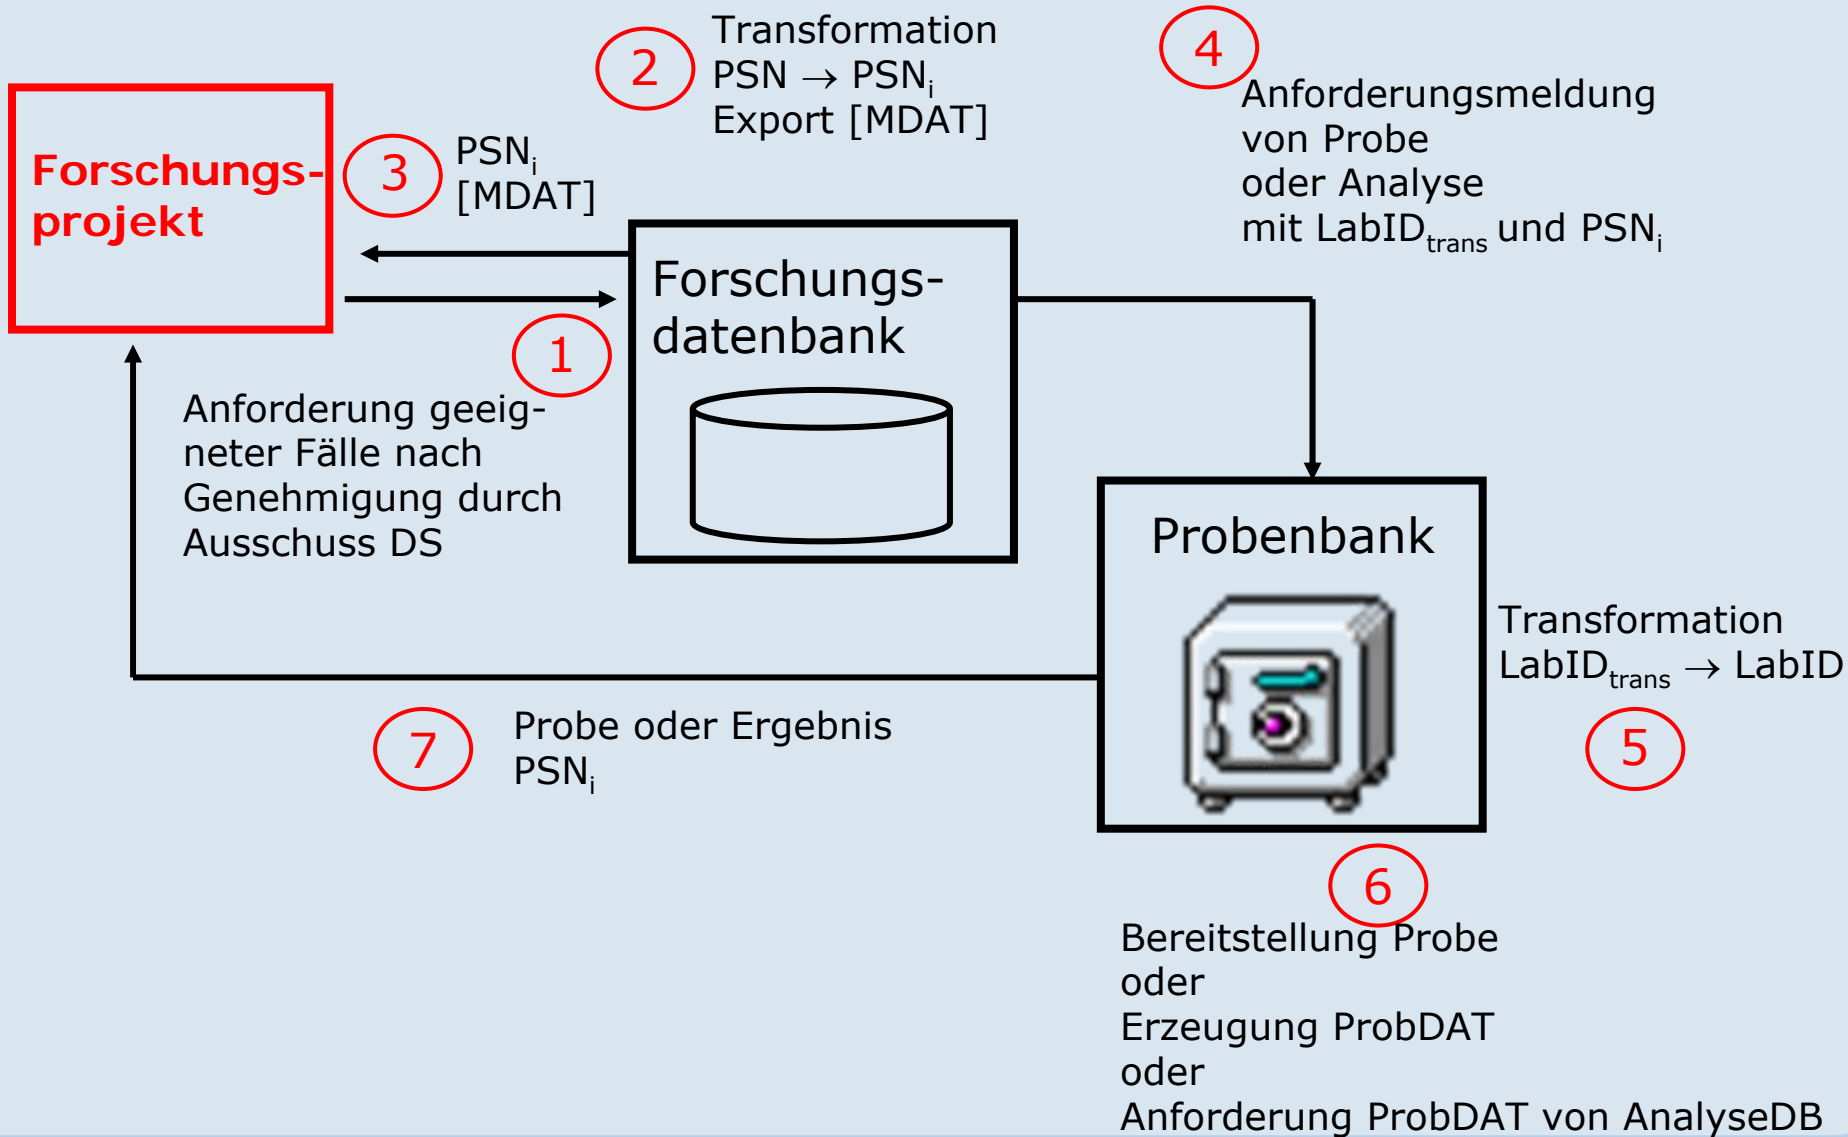 2
Transformation
PSN → PSNi
Export [MDAT]
4
Anforderungsmeldung
von Probe
oder Analyse
mit LabIDtrans und PSNi
Forschungs-
projekt
3
PSNi
[MDAT]
1
Anforderung geeig-
neter Fälle nach
Genehmigung durch
Ausschuss DS
Forschungs-
datenbank
Probenbank
Transformation
LabIDtrans → LabID
5
7
Probe oder Ergebnis
PSNi
6
Bereitstellung Probe
oder
Erzeugung ProbDAT
oder
Anforderung ProbDAT von AnalyseDB